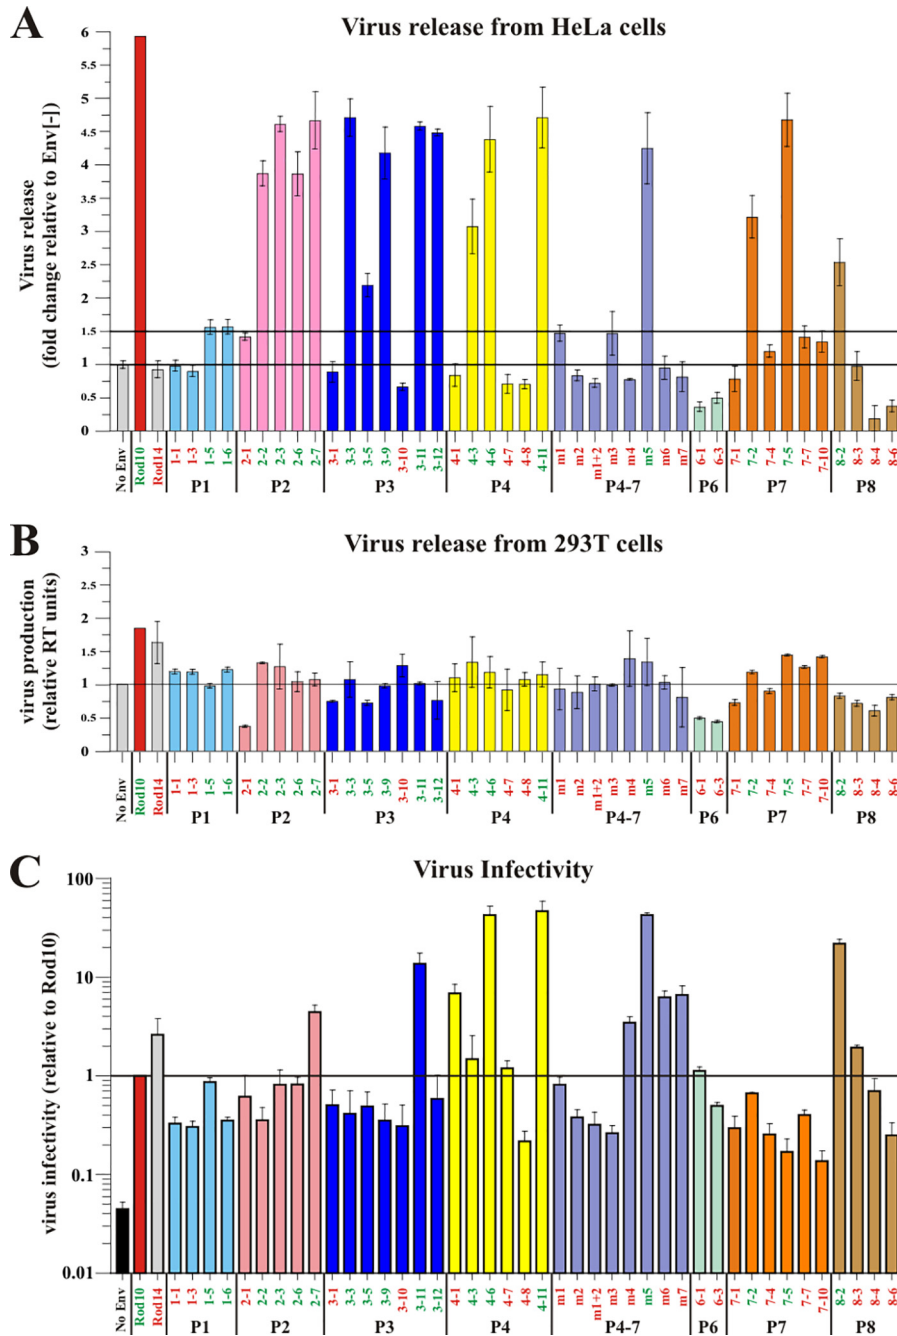 A
Virus release from HeLa cells
Virus release
(fold change relative to Env[-])
6
5
5.5
4.5
4
3.5
3
2.5
2
1.5
1
0.5
0
No Env
Rod10
Rod14
1-1
1-3
1-5
1-6
2-1
2-2
2-3
2-6
2-7
3-1
3-3
3-5
3-9
3-10
3-11
3-12
4-1
4-3
4-6
4-7
4-8
4-11
m1
m2
m1+2
m3
m4
m5
m6
m7
6-1
6-3
7-1
7-2
7-4
7-5
7-7
7-10
8-2
8-3
8-4
8-6
P1
P2
P3
P4
P4-7
P6
P7
P8
B
Virus release from 293T cells
virus production
(relative RT units)
3
2.5
2
1.5
1
0.5
0
No Env
Rod10
Rod14
1-1
1-3
1-5
1-6
2-1
2-2
2-3
2-6
2-7
3-1
3-3
3-5
3-9
3-10
3-11
3-12
4-1
4-3
4-6
4-7
4-8
4-11
m1
m2
m1+2
m3
m4
m5
m6
m7
6-1
6-3
7-1
7-2
7-4
7-5
7-7
7-10
8-2
8-3
8-4
8-6
P1
P2
P3
P4
P4-7
P6
P7
P8
C
Virus Infectivity
virus infectivity (relative to Rod10)
100
10
1
0.1
0.01
No Env
Rod10
Rod14
1-1
1-3
1-5
1-6
2-1
2-2
2-3
2-6
2-7
3-1
3-3
3-5
3-9
3-10
3-11
3-12
4-1
4-3
4-6
4-7
4-8
4-11
m1
m2
m1+2
m3
m4
m5
m6
m7
6-1
6-3
7-1
7-2
7-4
7-5
7-7
7-10
8-2
8-3
8-4
8-6
P1
P2
P3
P4
P4-7
P6
P7
P8